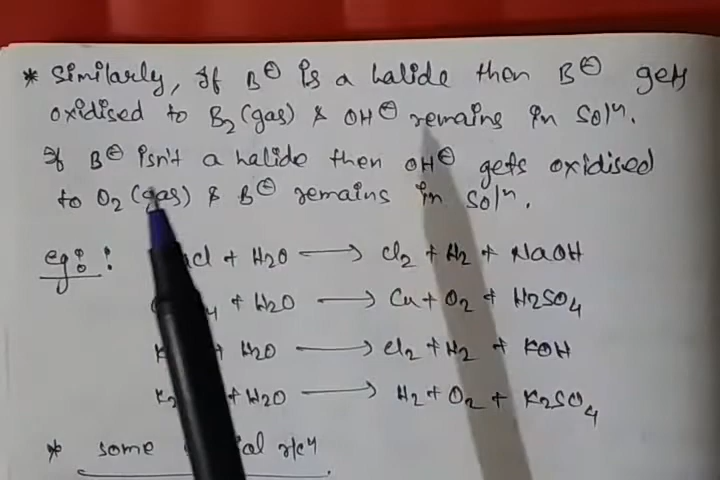 * Similarly, If B⊖ is a halide then B⊖ gets
oxidised to B2 (gas) & OH⊖ remains in Solⁿ.
If B⊖ isn't a halide then OH⊖ gets oxidised
to O2 (gas) & B⊖ remains in Solⁿ.
eg:! cl + H2O ⟶ Cl2 + H2 + NaOH
4 + H2O ⟶ Cu + O2 + H2SO4
K H2O ⟶ Cl2 + H2 + KOH
K2 + H2O ⟶ H2 + O2 + K2SO4
* some